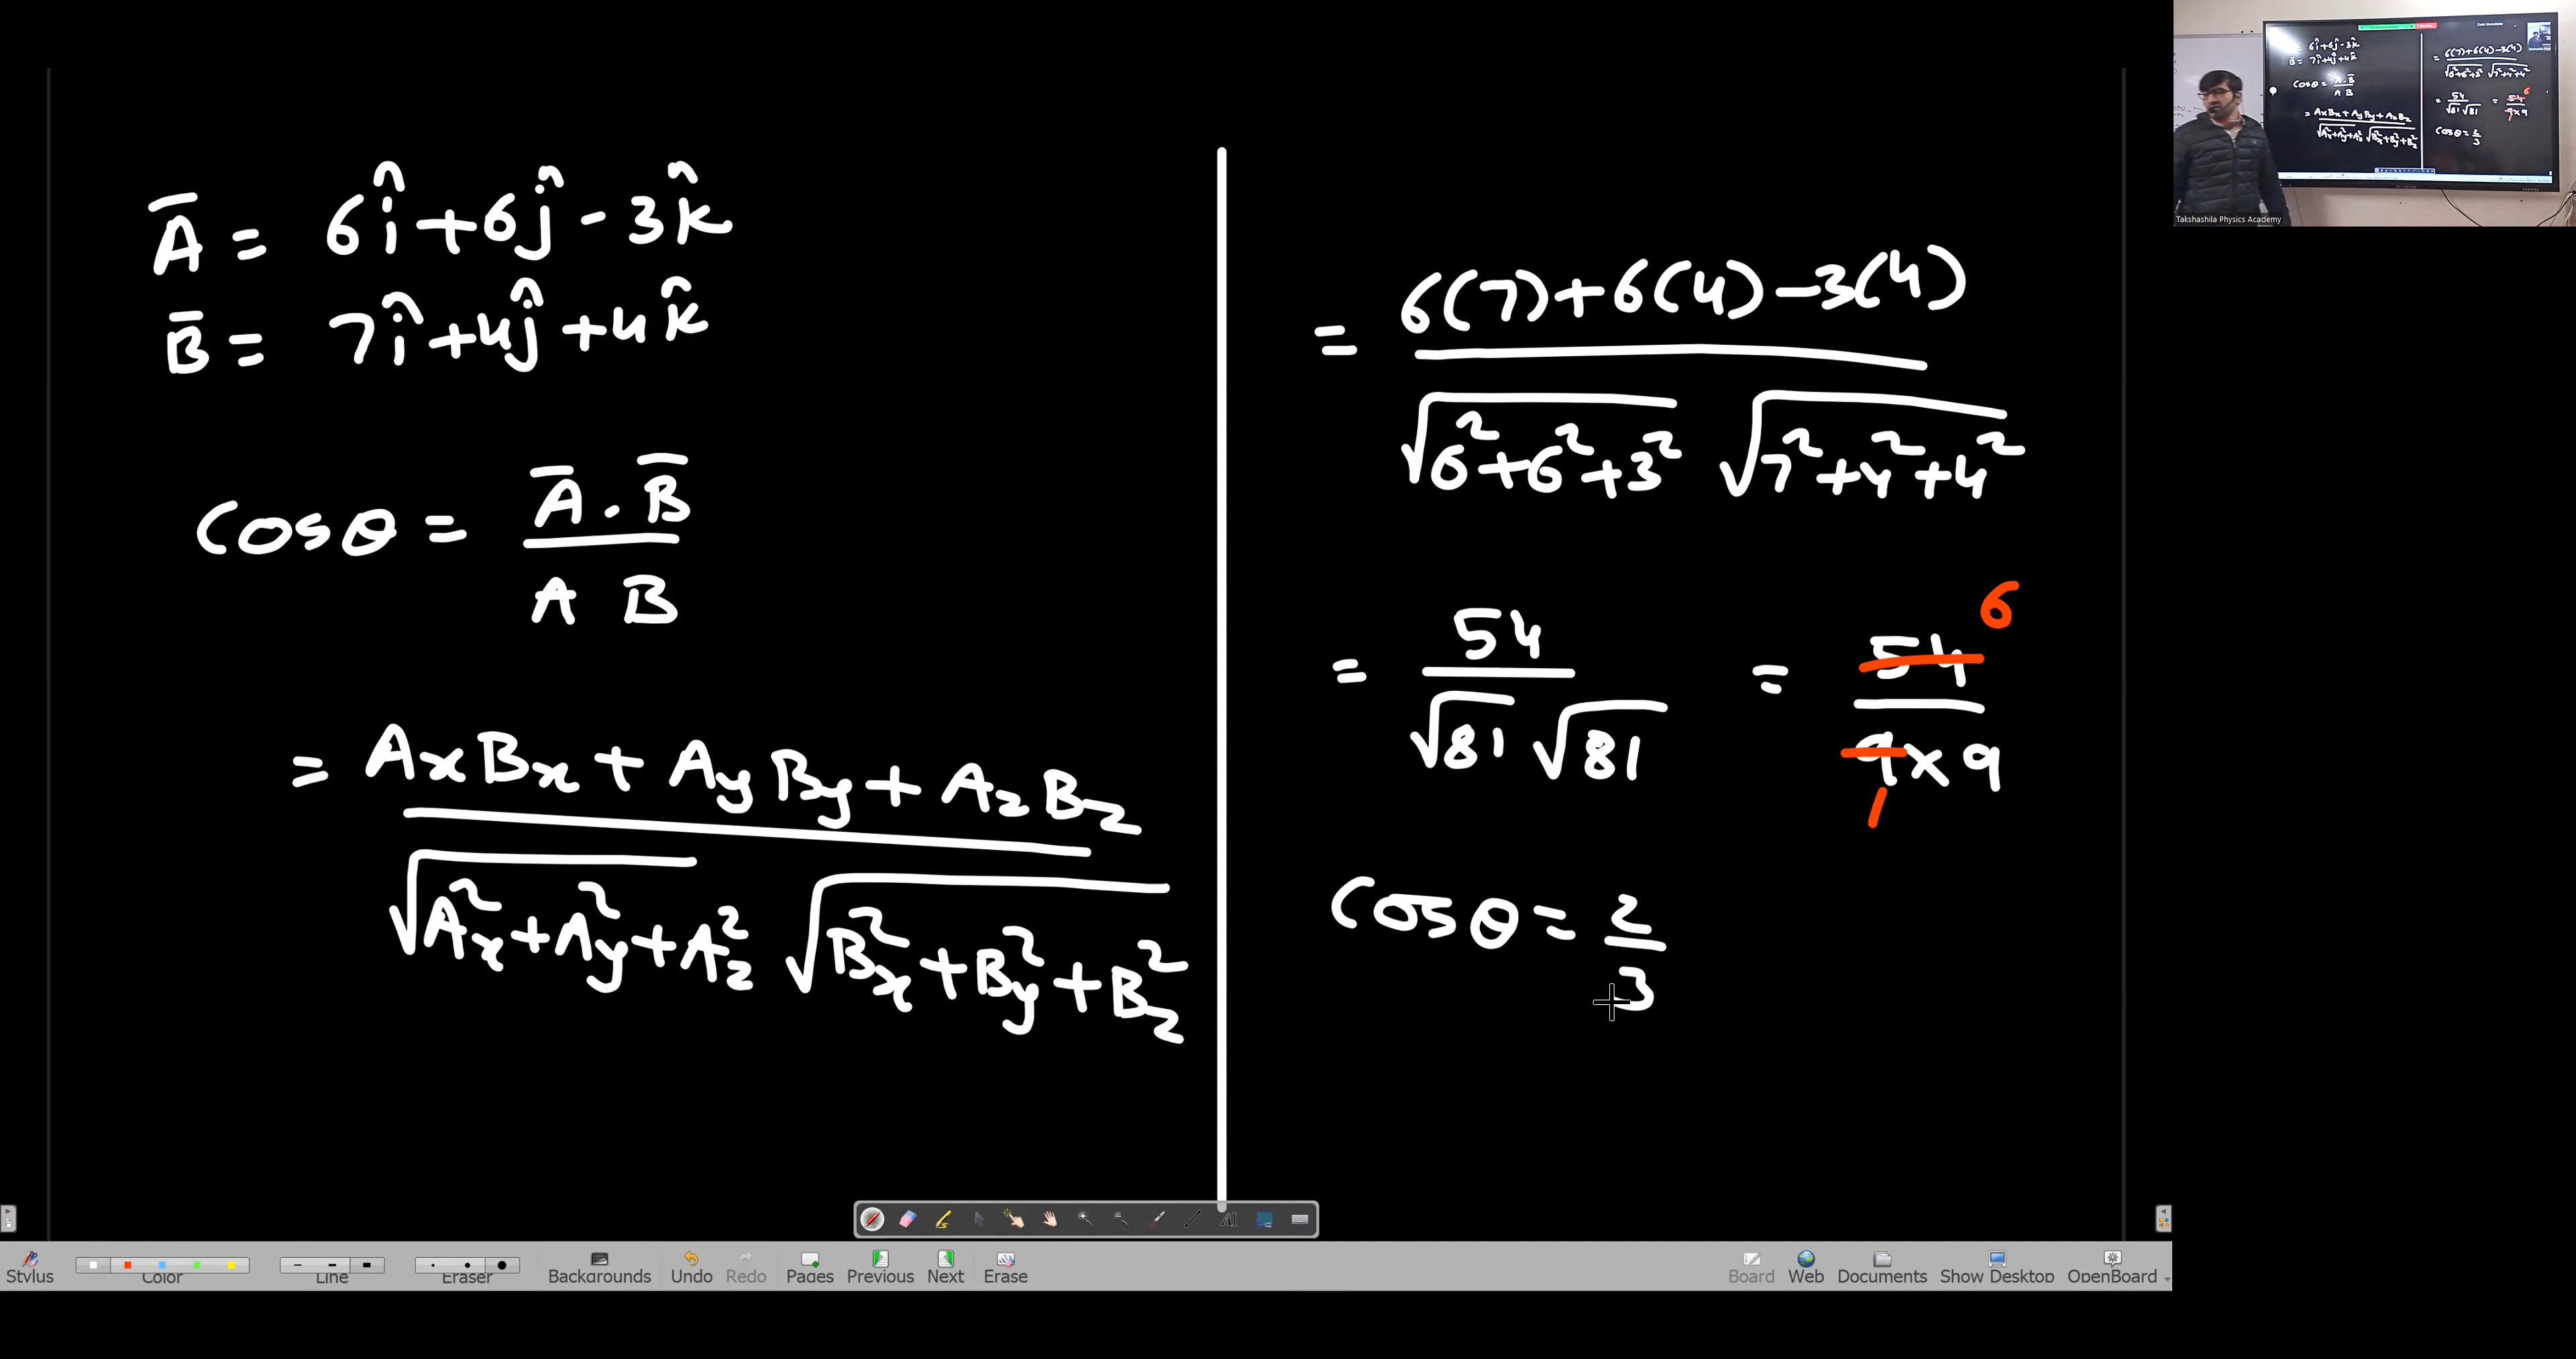 A̅ = 6î + 6ĵ - 3k̂
B̅ = 7î + 4ĵ + 4k̂
Cosθ = A̅ . B̅ / A B
= AxBx + AyBy + AzBz / √Ax² + Ay² + Az² √Bx² + By² + Bz²
= 6(7) + 6(4) - 3(4) / √6² + 6² + 3² √7² + 4² + 4²
= 54 / √81 √81 = 54 / 9 x 9
6
1
Cosθ = 2/3
Takshashila Physics Academy
Stylus Color Line Eraser Backgrounds Undo Redo Pages Previous Next Erase Board Web Documents Show Desktop OpenBoard